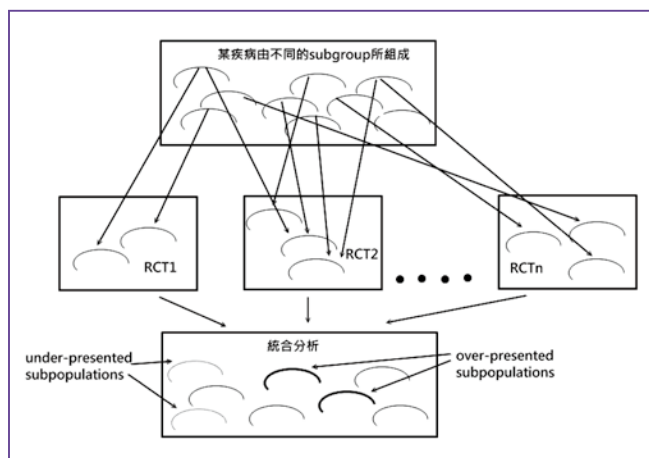 某疾病由不同的subgroup所組成
RCT1
RCT2
RCTn
統合分析
under-presented
subpopulations
over-presented
subpopulations